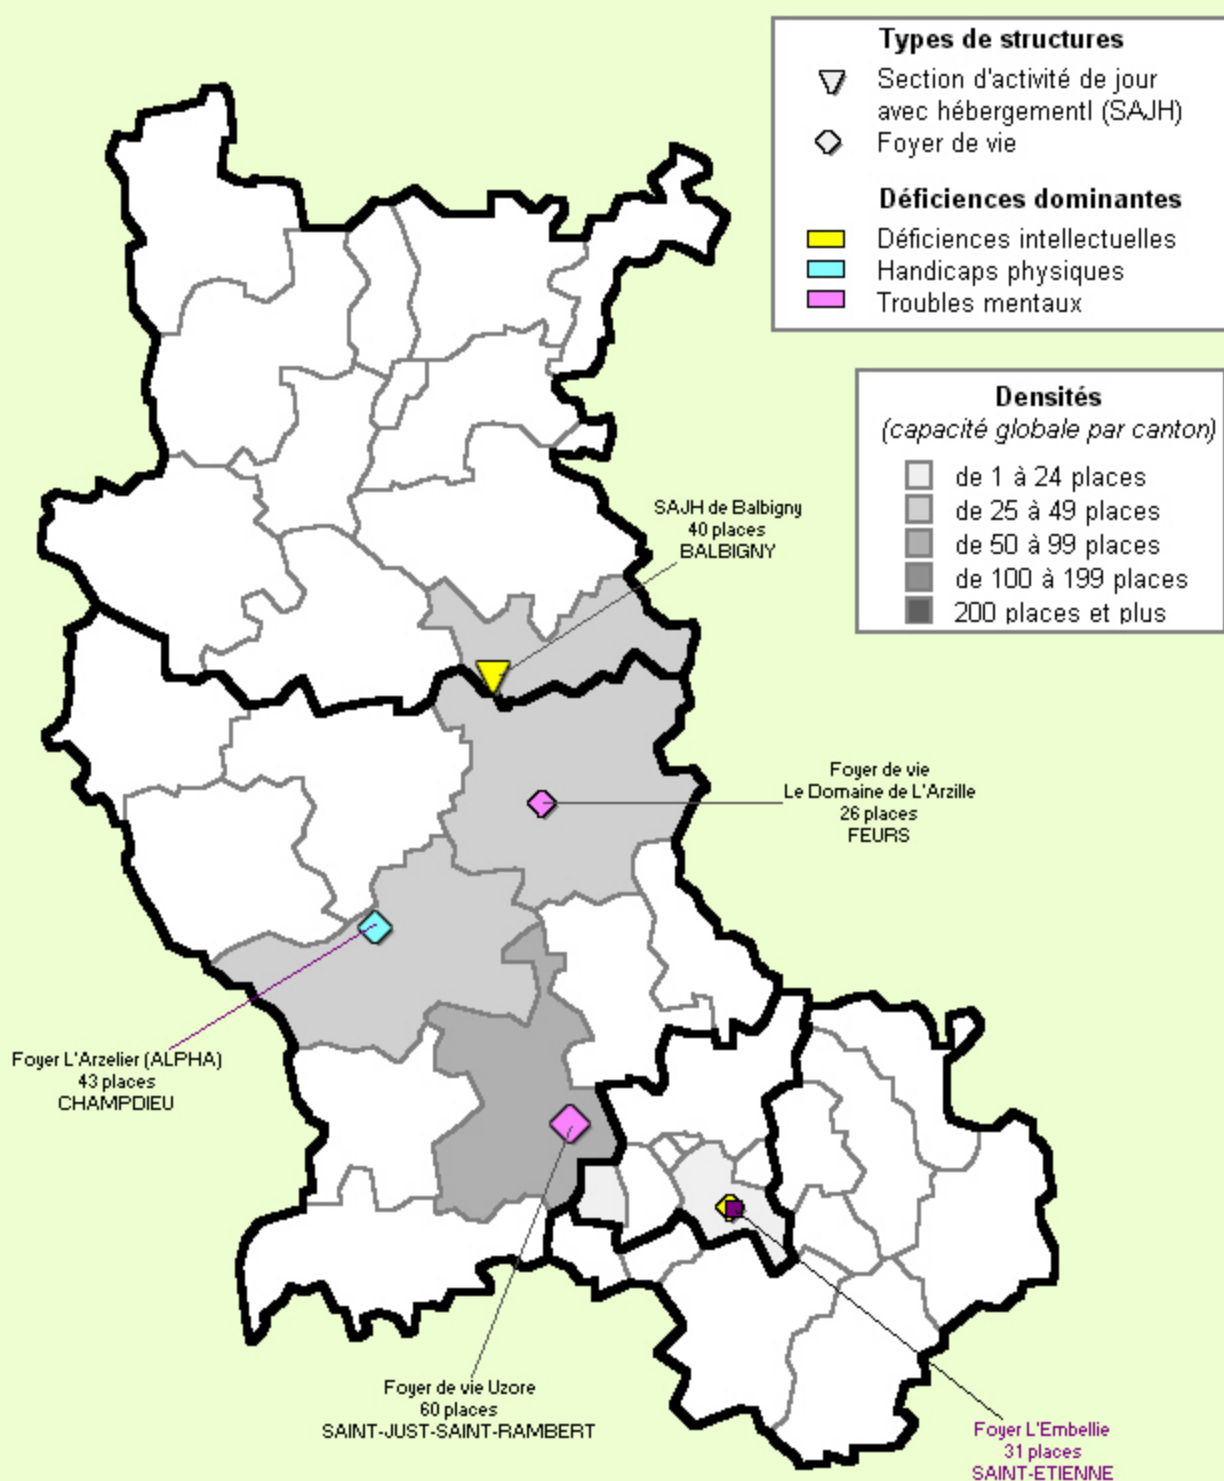 Types de structures
Section d'activité de jour
avec hébergementl (SAJH)
Foyer de vie
Déficiences dominantes
Déficiences intellectuelles
Handicaps physiques
Troubles mentaux
Densités
(capacité globale par canton)
de 1 à 24 places
de 25 à 49 places
de 50 à 99 places
de 100 à 199 places
200 places et plus
SAJH de Balbigny
40 places
BALBIGNY
Foyer de vie
Le Domaine de L'Arzille
26 places
FEURS
Foyer L'Arzelier (ALPHA)
43 places
CHAMPDIEU
Foyer de vie Uzore
60 places
SAINT-JUST-SAINT-RAMBERT
Foyer L'Embellie
31 places
SAINT-ETIENNE